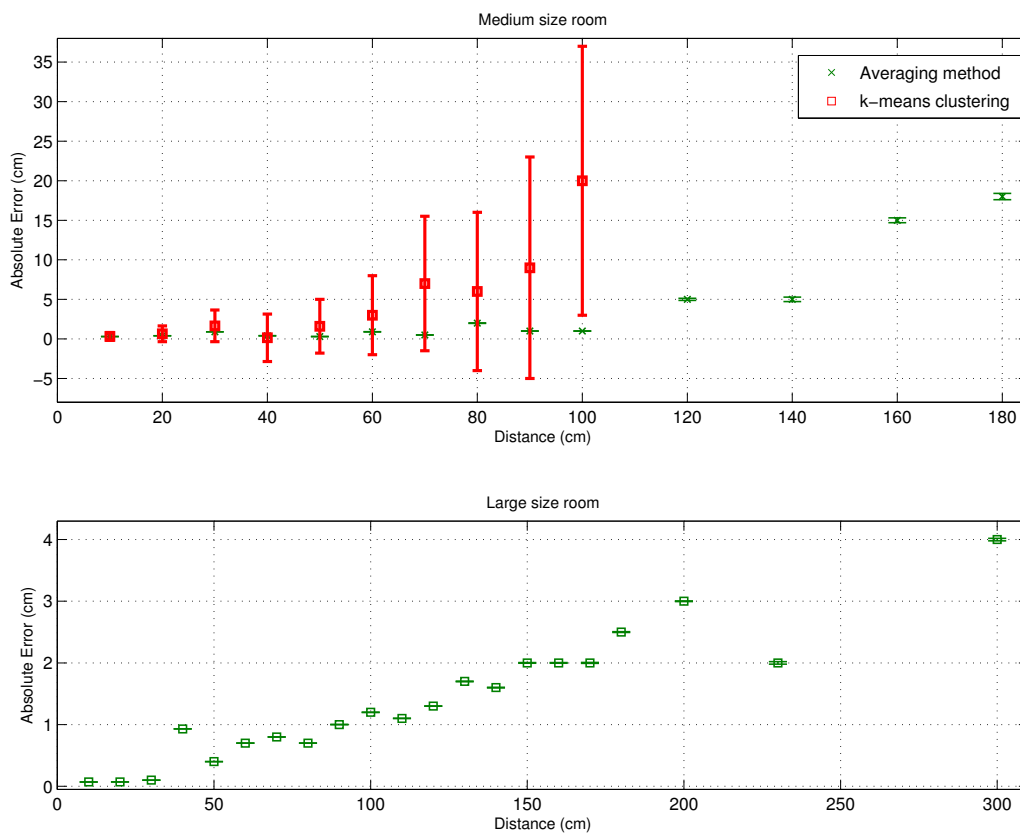 Medium size room
Absolute Error (cm)
35
30
25
20
15
10
5
0
−5
Averaging method
k−means clustering
0 20 40 60 80 100 120 140 160 180
Distance (cm)
Large size room
Absolute Error (cm)
4
3
2
1
0
0 50 100 150 200 250 300
Distance (cm)